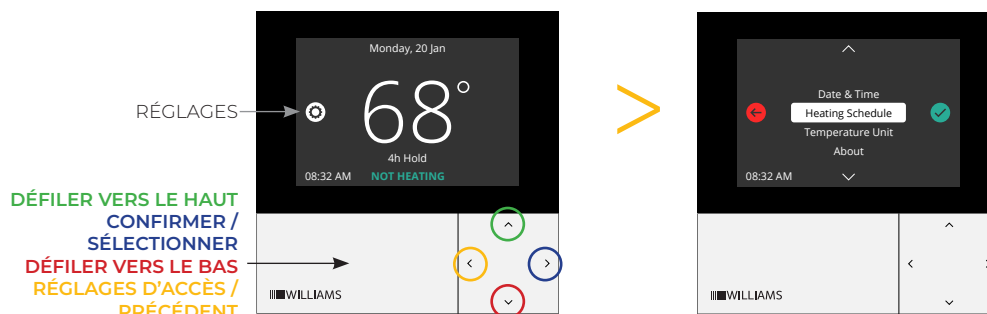 RÉGLAGES
DÉFILER VERS LE HAUT
CONFIRMER /
SÉLECTIONNER
DÉFILER VERS LE BAS
RÉGLAGES D'ACCÈS /
PRÉCÉDENT
Monday, 20 Jan
68°
4h Hold
08:32 AM NOT HEATING
WILLIAMS
>
Date & Time
Heating Schedule
Temperature Unit
About
08:32 AM
WILLIAMS